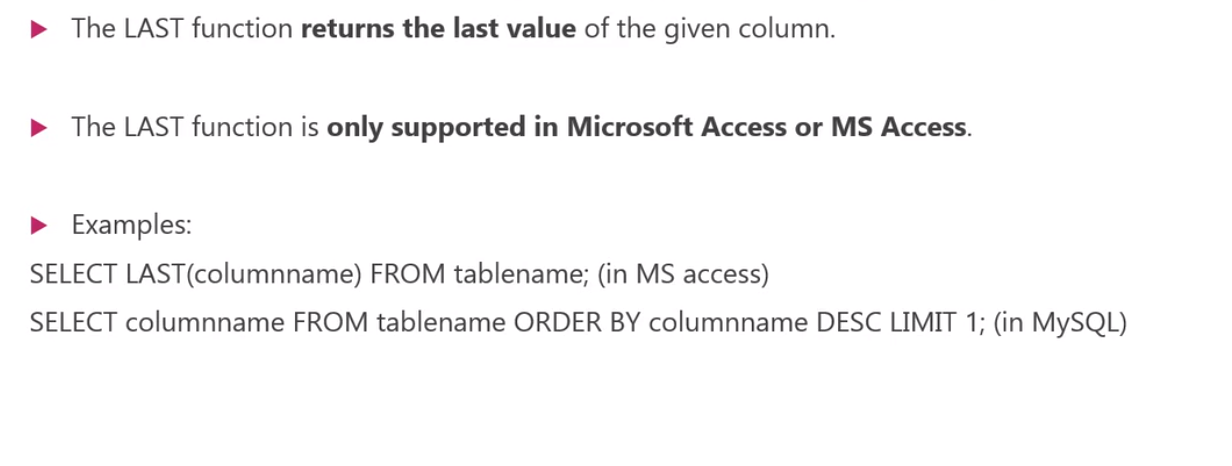 The LAST function returns the last value of the given column.
The LAST function is only supported in Microsoft Access or MS Access.
Examples:
SELECT LAST(columnname) FROM tablename; (in MS access)
SELECT columnname FROM tablename ORDER BY columnname DESC LIMIT 1; (in MySQL)